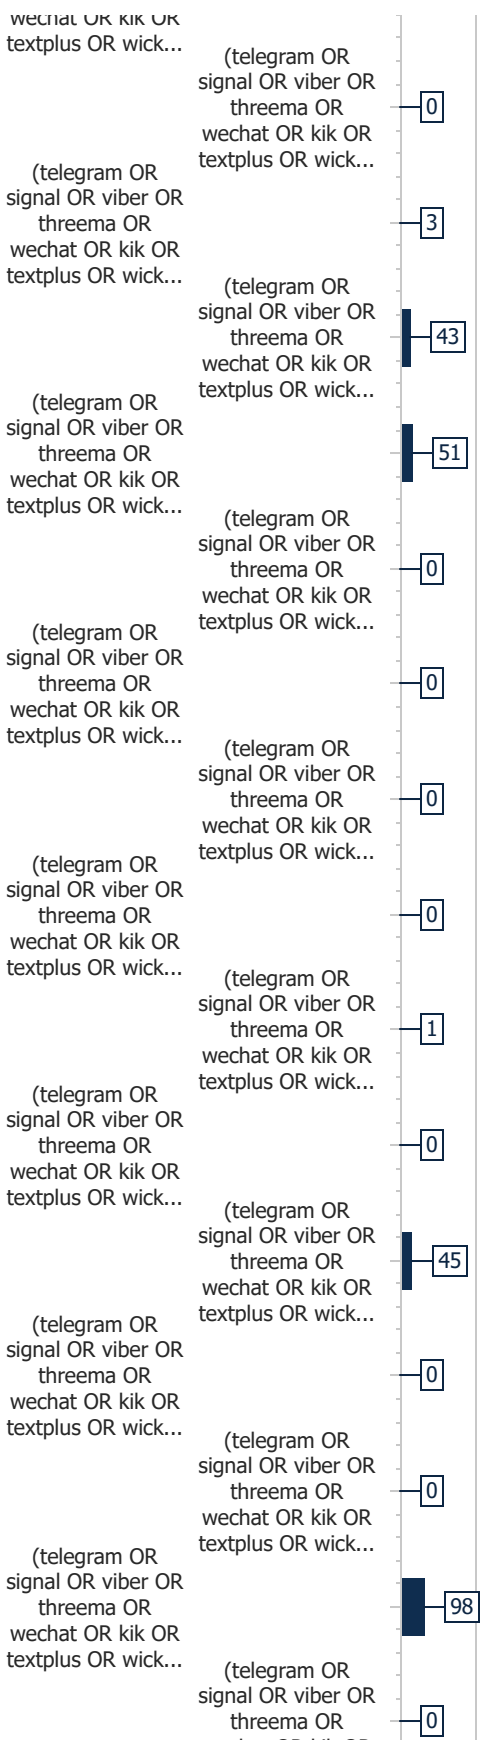 wechat OR kik OR
textplus OR wick...
(telegram OR
signal OR viber OR
threema OR
wechat OR kik OR
textplus OR wick...
0
(telegram OR
signal OR viber OR
threema OR
wechat OR kik OR
textplus OR wick...
3
(telegram OR
signal OR viber OR
threema OR
wechat OR kik OR
textplus OR wick...
43
(telegram OR
signal OR viber OR
threema OR
wechat OR kik OR
textplus OR wick...
51
(telegram OR
signal OR viber OR
threema OR
wechat OR kik OR
textplus OR wick...
0
(telegram OR
signal OR viber OR
threema OR
wechat OR kik OR
textplus OR wick...
0
(telegram OR
signal OR viber OR
threema OR
wechat OR kik OR
textplus OR wick...
0
(telegram OR
signal OR viber OR
threema OR
wechat OR kik OR
textplus OR wick...
0
(telegram OR
signal OR viber OR
threema OR
wechat OR kik OR
textplus OR wick...
1
(telegram OR
signal OR viber OR
threema OR
wechat OR kik OR
textplus OR wick...
0
(telegram OR
signal OR viber OR
threema OR
wechat OR kik OR
textplus OR wick...
45
(telegram OR
signal OR viber OR
threema OR
wechat OR kik OR
textplus OR wick...
0
(telegram OR
signal OR viber OR
threema OR
wechat OR kik OR
textplus OR wick...
0
(telegram OR
signal OR viber OR
threema OR
wechat OR kik OR
textplus OR wick...
98
(telegram OR
signal OR viber OR
threema OR
0